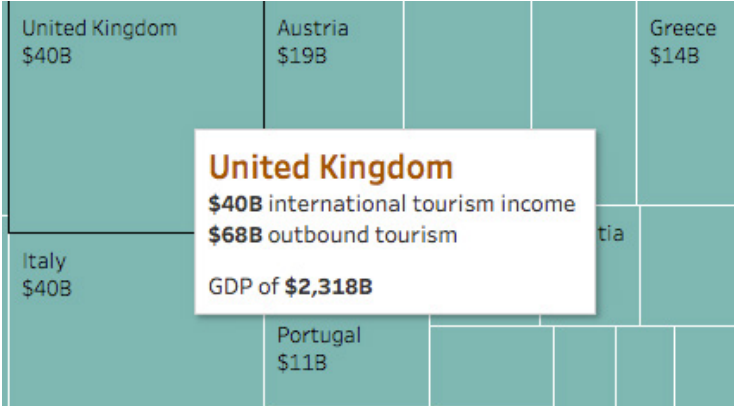 United Kingdom
$40B
Austria
$19B
Greece
$14B
United Kingdom
$40B international tourism income
$68B outbound tourism
GDP of $2,318B
tia
Italy
$40B
Portugal
$11B